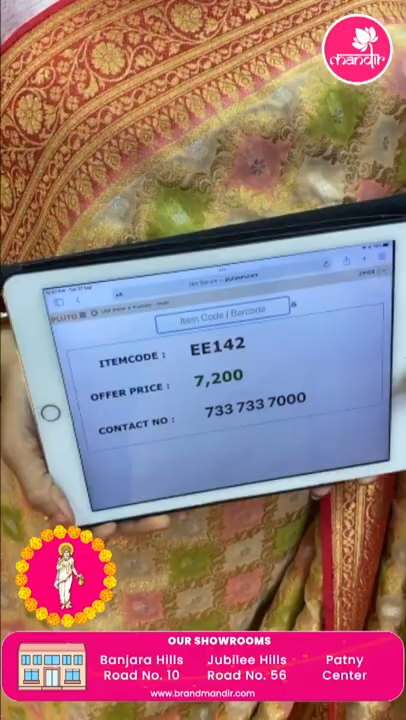 mandir
Item Code | Barcode
PLUTO
ITEMCODE : EE142
OFFER PRICE : 7,200
CONTACT NO : 733 733 7000
OUR SHOWROOMS
Banjara Hills Jubilee Hills Patny
Road No. 10 Road No. 56 Center
www.brandmandir.com